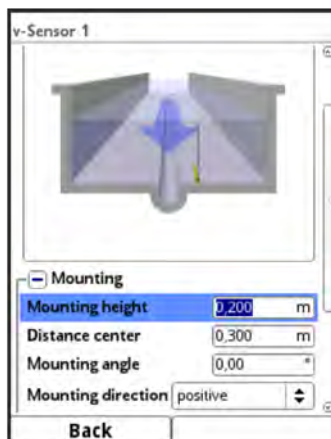 v-Sensor 1
Mounting
Mounting height 0,200 m
Distance center 0,300 m
Mounting angle 0,00 °
Mounting direction positive
Back